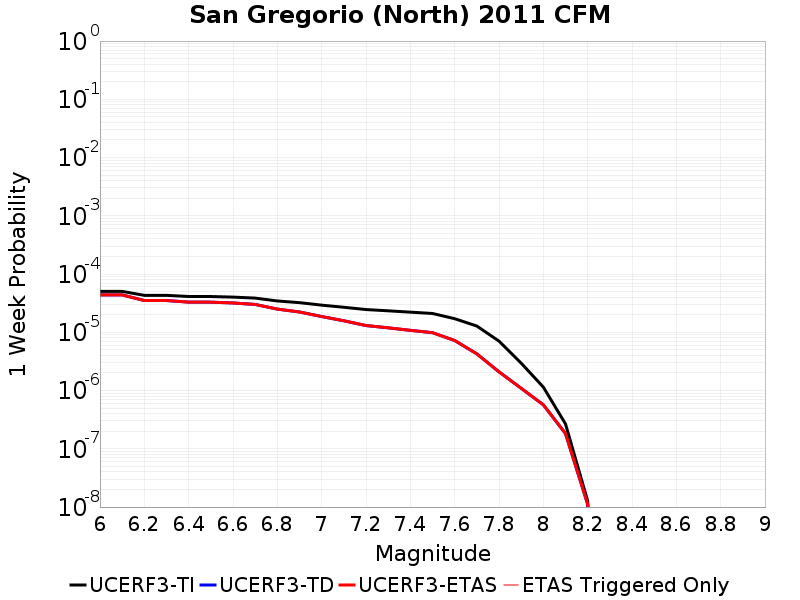 San Gregorio (North) 2011 CFM
10^0
10^-1
10^-2
10^-3
10^-4
10^-5
10^-6
10^-7
10^-8
1 Week Probability
6 6.2 6.4 6.6 6.8 7 7.2 7.4 7.6 7.8 8 8.2 8.4 8.6 8.8 9
Magnitude
UCERF3-TI UCERF3-TD UCERF3-ETAS ETAS Triggered Only